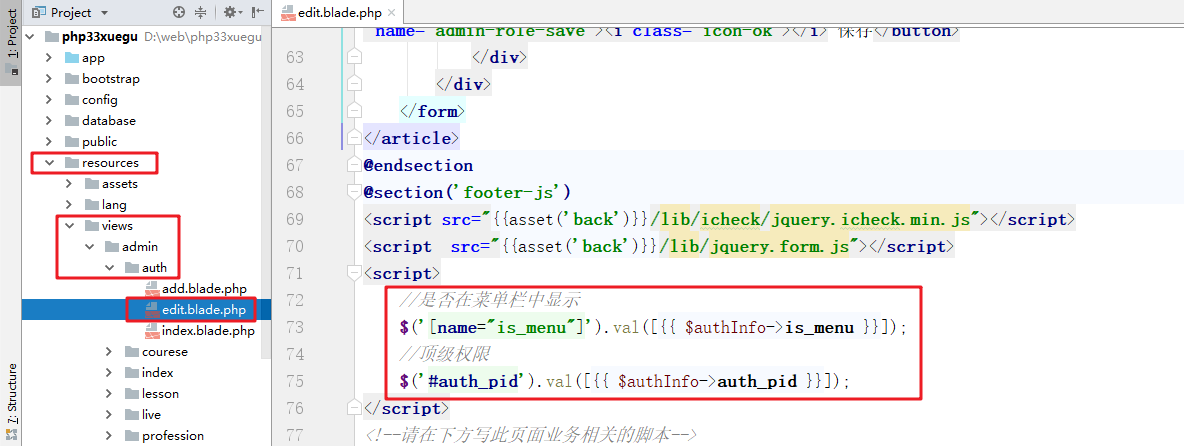 1: Project
Project
edit.blade.php
php33xuegu D:\web\php33xuegu
app
bootstrap
config
database
public
resources
assets
lang
views
admin
auth
add.blade.php
edit.blade.php
index.blade.php
courese
index
lesson
live
profession
7: Structure
name="admin-role-save"><i class="icon-ok"></i> 保存</button>
63 </div>
64 </div>
65 </form>
66 </article>
67 @endsection
68 @section('footer-js')
69 <script src="{{asset('back')}}/lib/icheck/jquery.icheck.min.js"></script>
70 <script src="{{asset('back')}}/lib/jquery.form.js"></script>
71 <script>
72 //是否在菜单栏中显示
73 $('[name="is_menu"]').val([{{ $authInfo->is_menu }}]);
74 //顶级权限
75 $('#auth_pid').val([{{ $authInfo->auth_pid }}]);
76 </script>
77 <!--请在下方写此页面业务相关的脚本-->